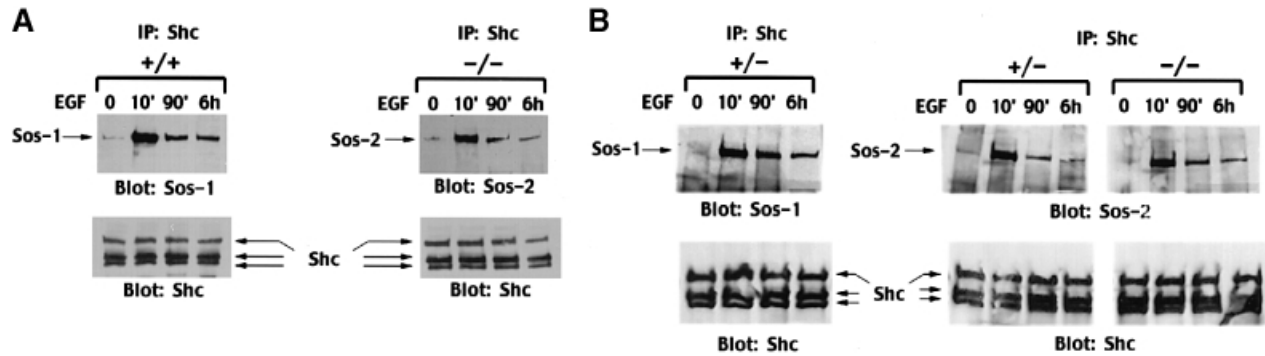 A
IP: Shc
+/+
EGF 0 10' 90' 6h
Sos-1
Blot: Sos-1
Shc
Blot: Shc
IP: Shc
−/−
EGF 0 10' 90' 6h
Sos-2
Blot: Sos-2
Blot: Shc
B
IP: Shc
+/−
EGF 0 10' 90' 6h
Sos-1
Blot: Sos-1
Shc
Blot: Shc
IP: Shc
+/− −/−
EGF 0 10' 90' 6h 0 10' 90' 6h
Sos-2
Blot: Sos-2
Blot: Shc